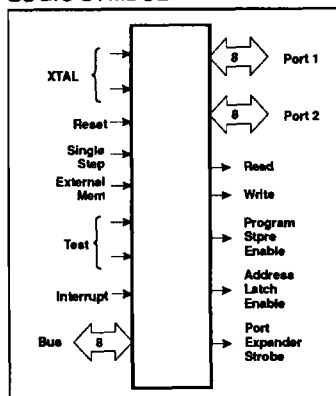 LOGIC SYMBOL
XTAL
Reset
Single
Step
External
Mem
Test
Interrupt
Bus
8
8
Port 1
8
Port 2
Read
Write
Program
Stpre
Enable
Address
Latch
Enable
Port
Expander
Strobe